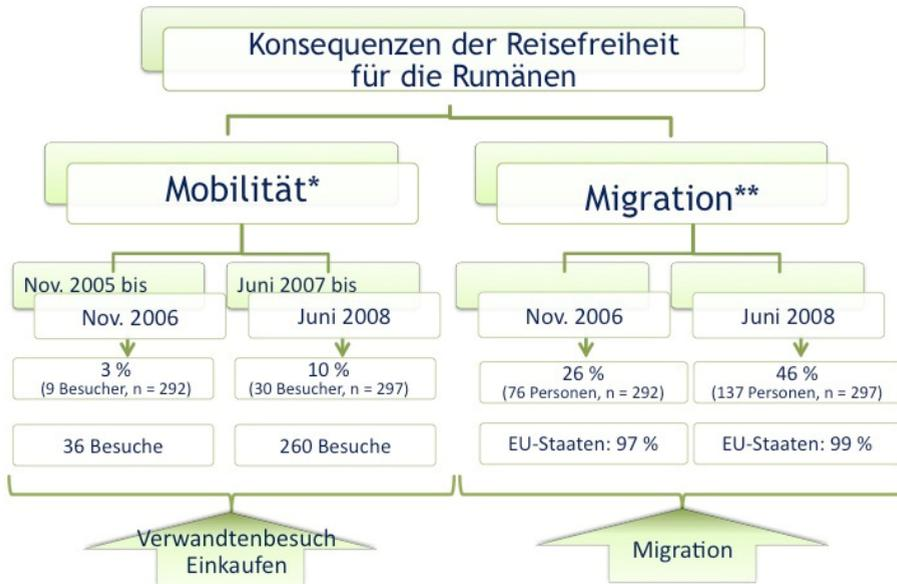 Konsequenzen der Reisefreiheit
für die Rumänen
Mobilität*
Migration**
Nov. 2005 bis
Nov. 2006
Juni 2007 bis
Juni 2008
Nov. 2006
Juni 2008
3 %
(9 Besucher, n = 292)
10 %
(30 Besucher, n = 297)
26 %
(76 Personen, n = 292)
46 %
(137 Personen, n = 297)
36 Besuche
260 Besuche
EU-Staaten: 97 %
EU-Staaten: 99 %
Verwandtenbesuch
Einkaufen
Migration